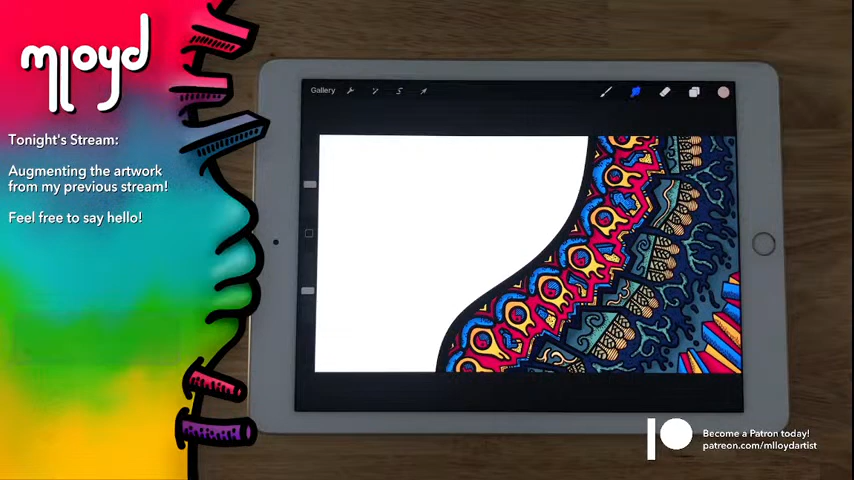 mlloyd
Tonight's Stream:
Augmenting the artwork
from my previous stream!
Feel free to say hello!
Gallery
Become a Patron today!
patreon.com/mlloydartist